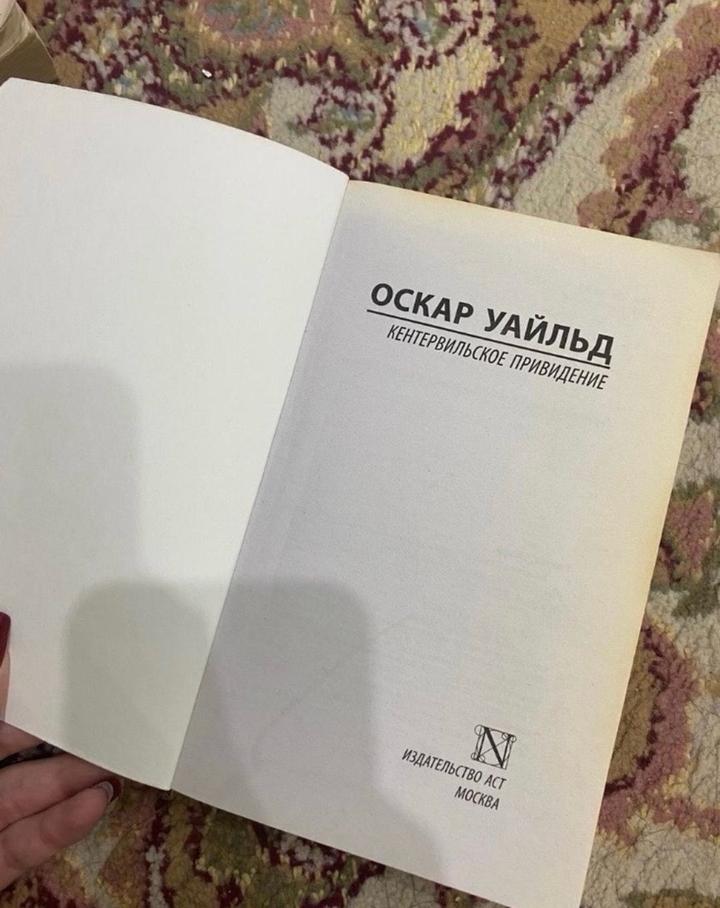 ОСКАР УАЙЛЬД
КЕНТЕРВИЛЬСКОЕ ПРИВИДЕНИЕ
N
ИЗДАТЕЛЬСТВО АСТ
МОСКВА